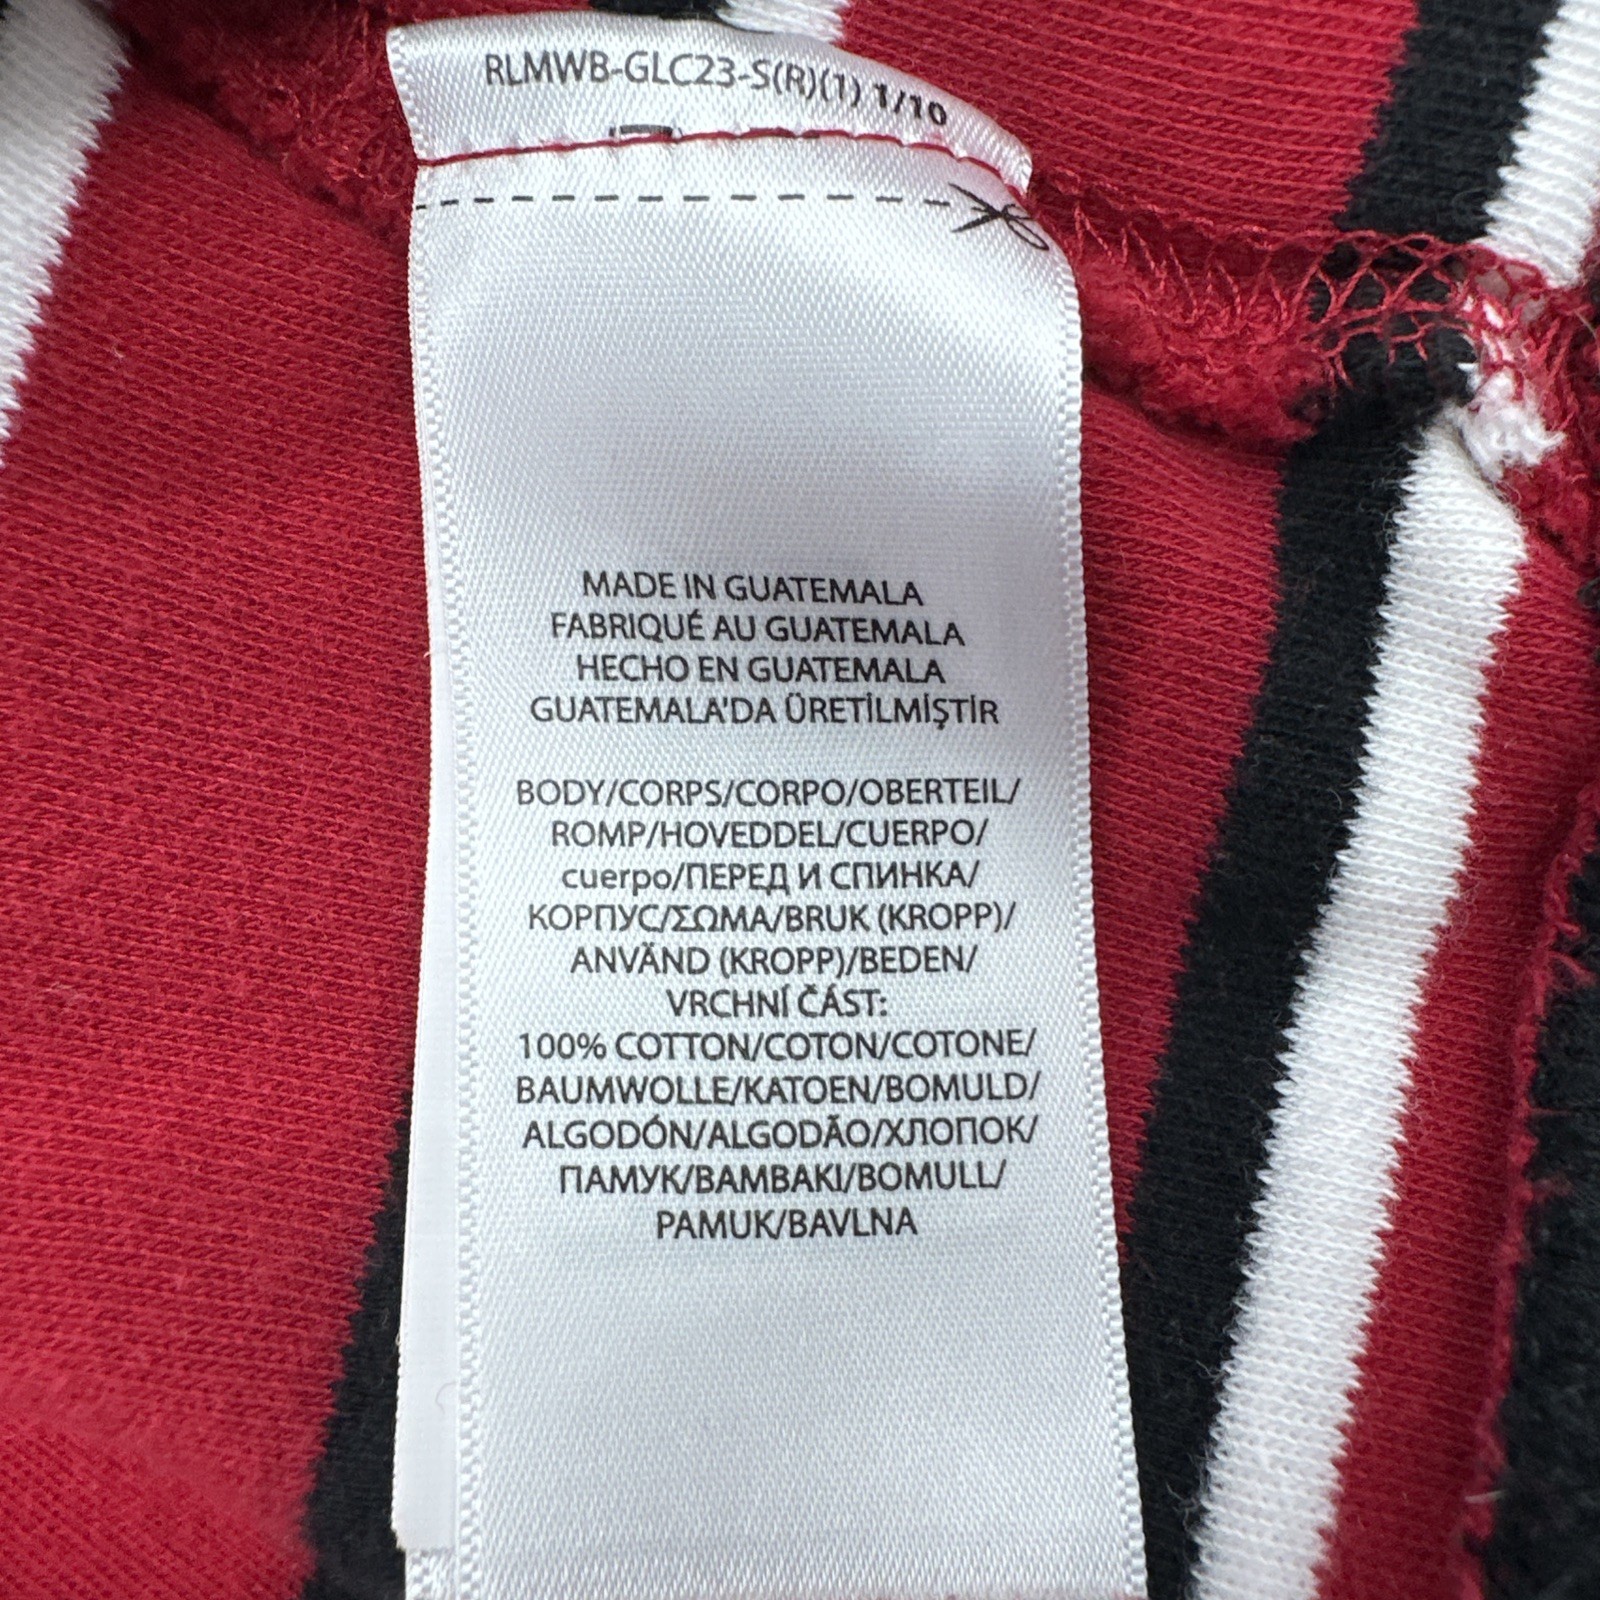 RLMWB-GLC23-S(R)(1) 1/10
MADE IN GUATEMALA
FABRIQUÉ AU GUATEMALA
HECHO EN GUATEMALA
GUATEMALA'DA ÜRETİLMİŞTİR
BODY/CORPS/CORPO/OBERTEIL/
ROMP/HOVEDDEL/CUERPO/
cuerpo/ПЕРЕД И СПИНКА/
КОРПУС/ΣΩΜΑ/BRUK (KROPP)/
ANVÄND (KROPP)/BEDEN/
VRCHNÍ ČÁST:
100% COTTON/COTON/COTONE/
BAUMWOLLE/KATOEN/BOMULD/
ALGODÓN/ALGODÃO/ХЛОПОК/
ПАМУК/ΒΑΜΒΑΚΙ/BOMULL/
PAMUK/BAVLNA